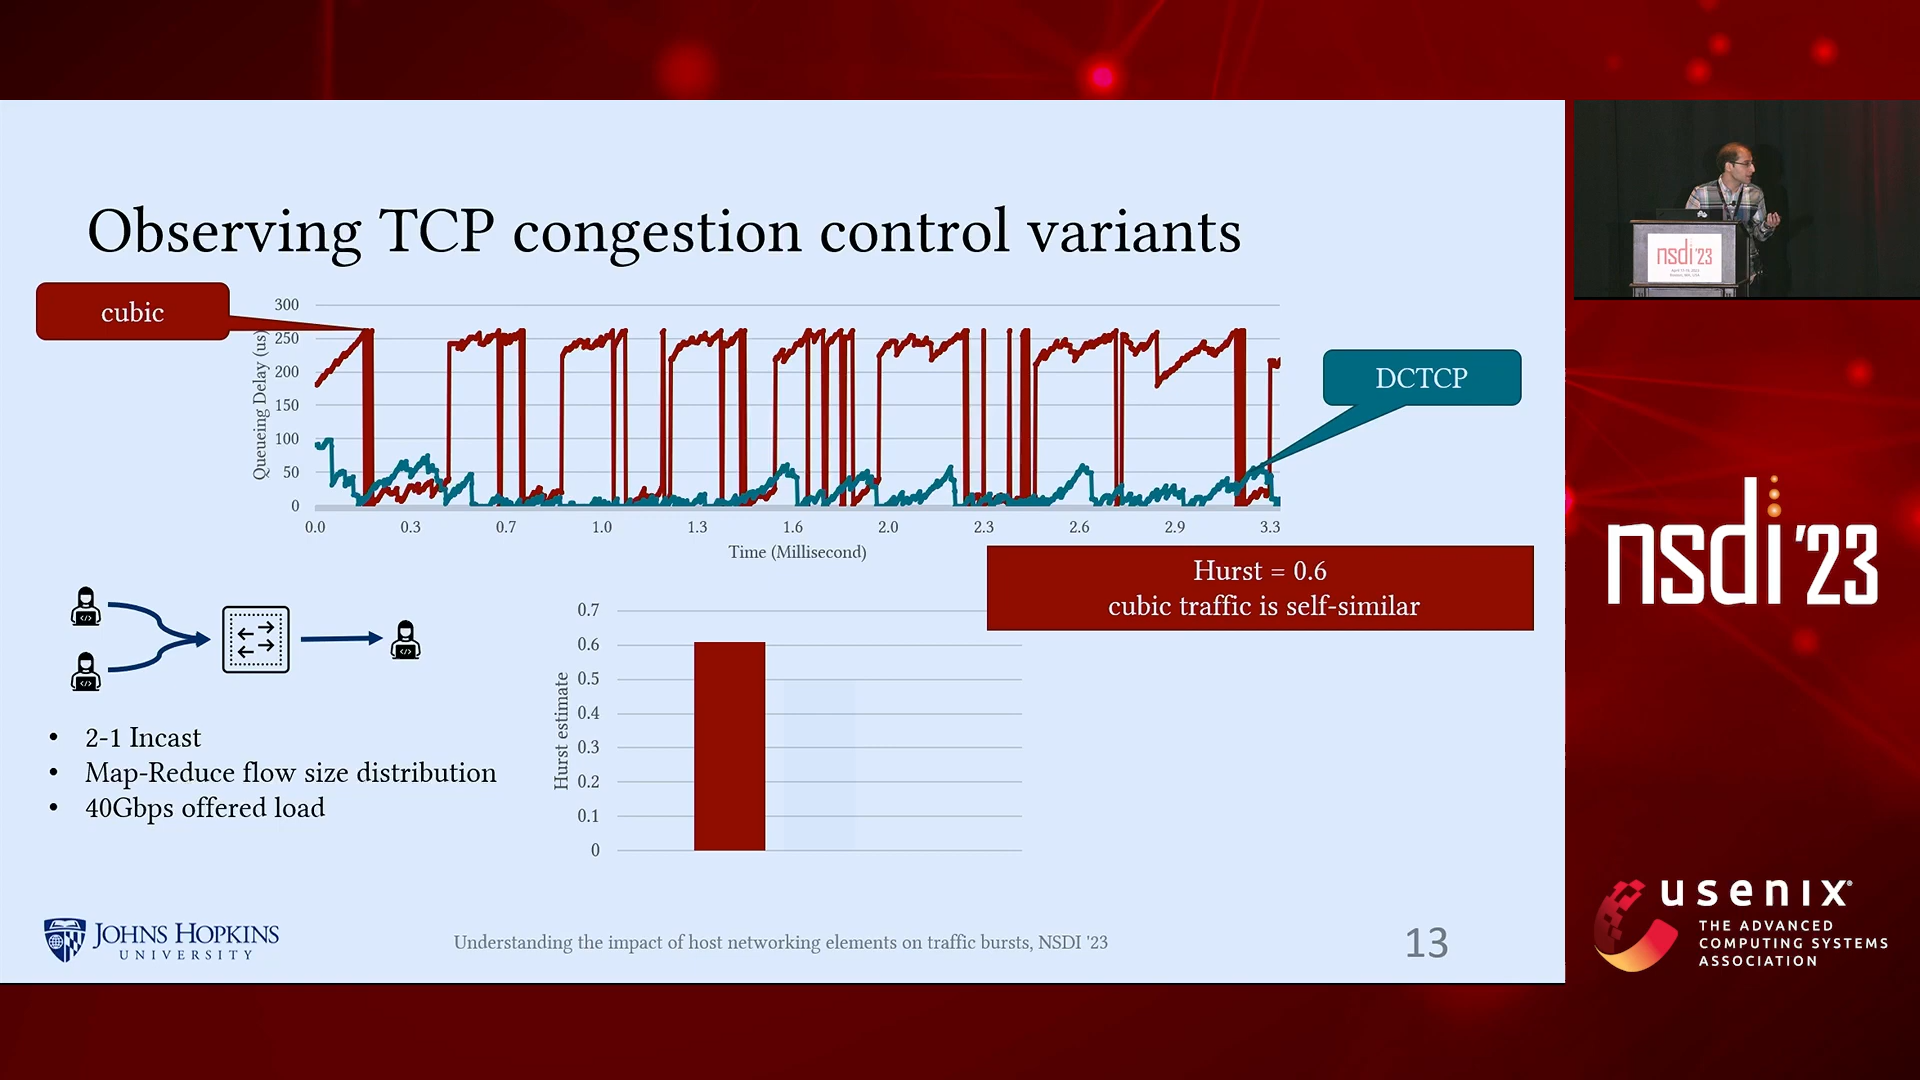 Observing TCP congestion control variants
cubic
DCTCP
Queueing Delay (us)
300
250
200
150
100
50
0
0.0 0.3 0.7 1.0 1.3 1.6 2.0 2.3 2.6 2.9 3.3
Time (Millisecond)
Hurst = 0.6
cubic traffic is self-similar
Hurst estimate
0.7
0.6
0.5
0.4
0.3
0.2
0.1
0
• 2-1 Incast
• Map-Reduce flow size distribution
• 40Gbps offered load
JOHNS HOPKINS
UNIVERSITY
Understanding the impact of host networking elements on traffic bursts, NSDI '23
13
nsdi '23
nsdi '23
usenix®
THE ADVANCED
COMPUTING SYSTEMS
ASSOCIATION